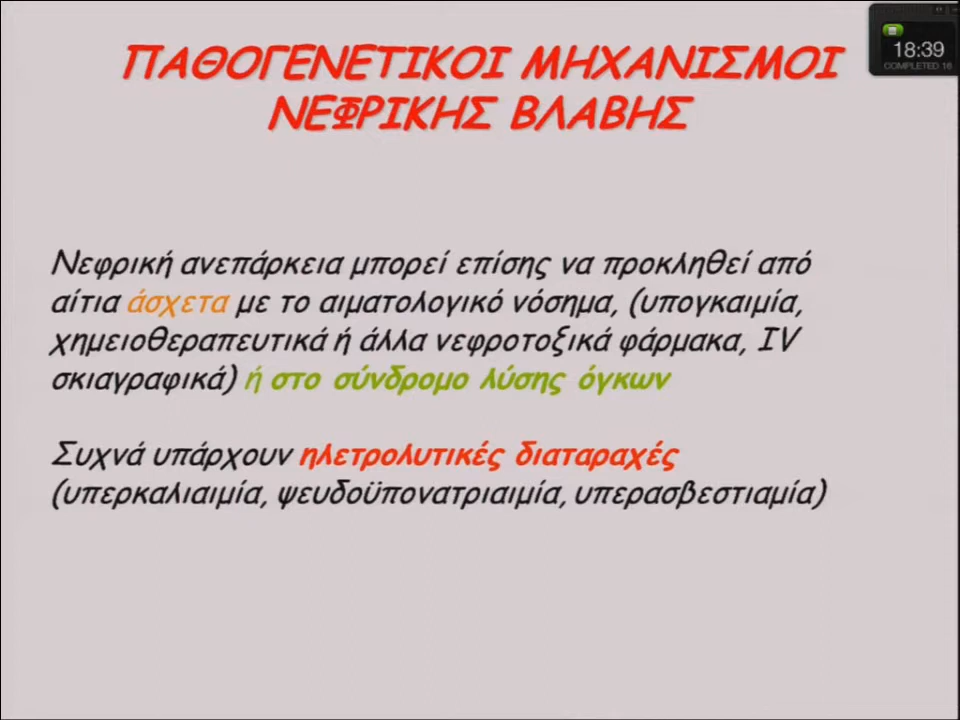 ΠΑΘΟΓΕΝΕΤΙΚΟΙ ΜΗΧΑΝΙΣΜΟΙ
ΝΕΦΡΙΚΗΣ ΒΛΑΒΗΣ
18:39
COMPLETED 16
Νεφρική ανεπάρκεια μπορεί επίσης να προκληθεί από
αίτια άσχετα με το αιματολογικό νόσημα, (υπογκαιμία,
χημειοθεραπευτικά ή άλλα νεφροτοξικά φάρμακα, IV
σκιαγραφικά) ή στο σύνδρομο λύσης όγκων
Συχνά υπάρχουν ηλετρολυτικές διαταραχές
(υπερκαλιαιμία, ψευδοϋπονατριαιμία, υπερασβεστιαμία)